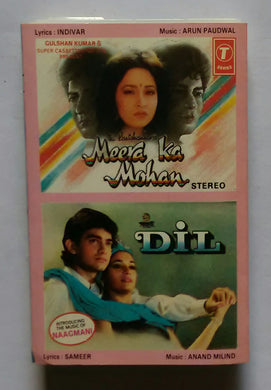 Lyrics : INDIVAR Music : ARUN PAUDWAL
GULSHAN KUMAR &
SUPER CASSETTES
T
T-SERIES
Meera Ka
Mohan
STEREO
DiL
INTRODUCING
THE MUSIC OF
NAAGMANI
Lyrics : SAMEER Music : ANAND MILIND